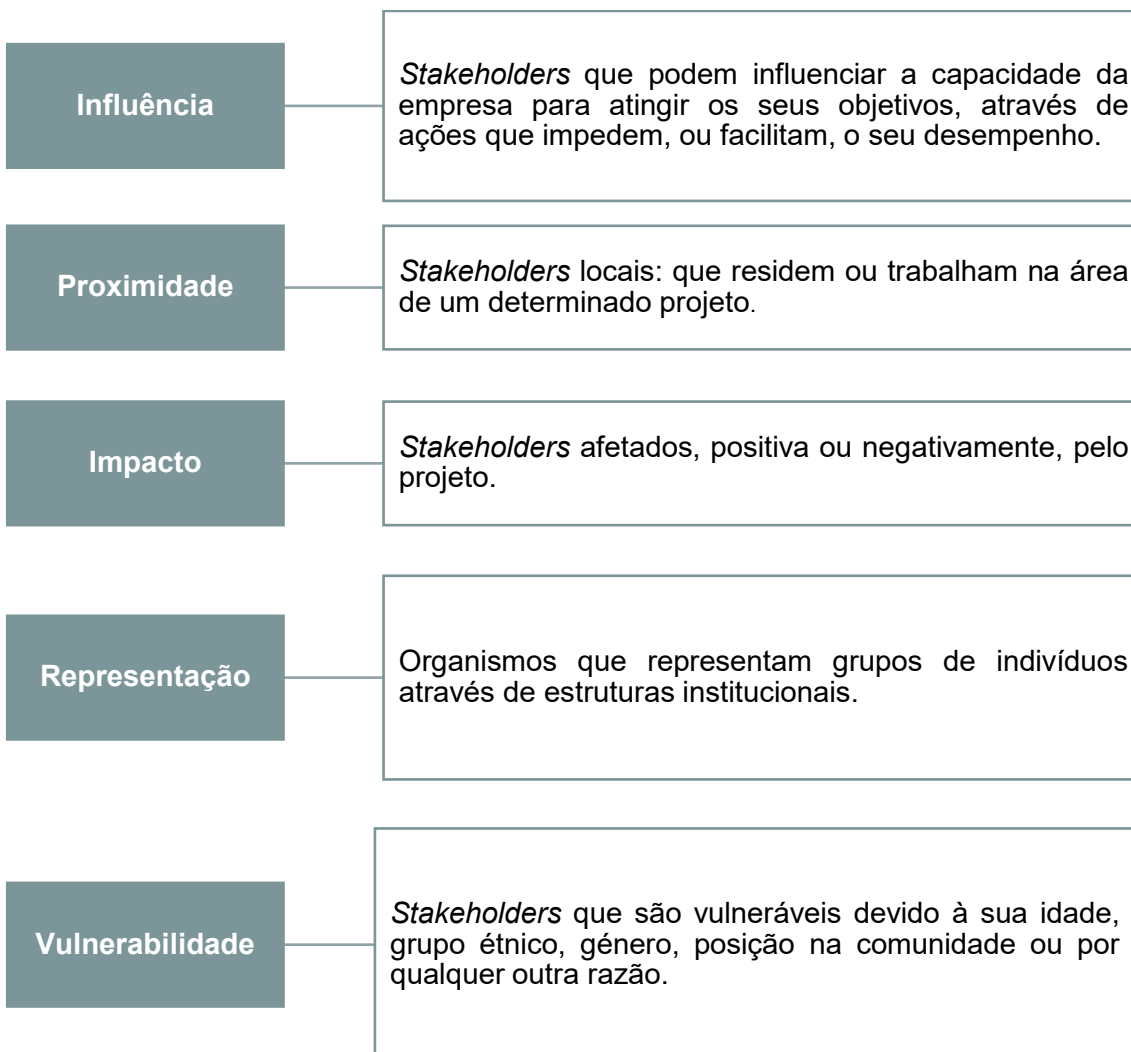 Influência
Stakeholders que podem influenciar a capacidade da
empresa para atingir os seus objetivos, através de
ações que impedem, ou facilitam, o seu desempenho.
Proximidade
Stakeholders locais: que residem ou trabalham na área
de um determinado projeto.
Impacto
Stakeholders afetados, positiva ou negativamente, pelo
projeto.
Representação
Organismos que representam grupos de indivíduos
através de estruturas institucionais.
Vulnerabilidade
Stakeholders que são vulneráveis devido à sua idade,
grupo étnico, género, posição na comunidade ou por
qualquer outra razão.